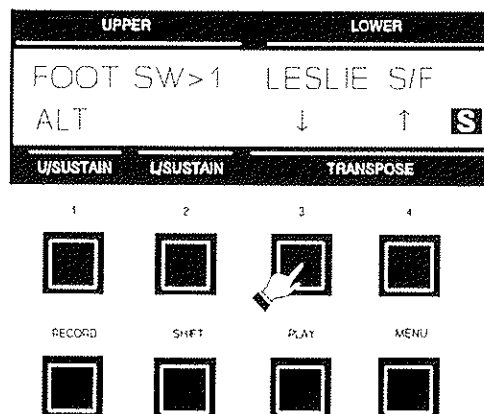 UPPER LOWER
FOOT SW>1 LESLIE S/F
ALT ↓ ↑ S
U/SUSTAIN L/SUSTAIN TRANSPOSE
1 2 3 4
RECORD SHIFT PLAY MENU